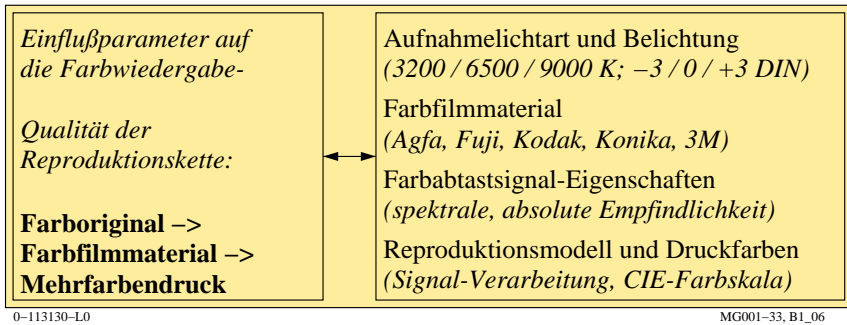 Einflußparameter auf
die Farbwiedergabe-
Qualität der
Reproduktionskette:
Farboriginal −>
Farbfilmmaterial −>
Mehrfarbendruck
Aufnahmelichtart und Belichtung
(3200 / 6500 / 9000 K; −3 / 0 / +3 DIN)
Farbfilmmaterial
(Agfa, Fuji, Kodak, Konika, 3M)
Farbabtastsignal-Eigenschaften
(spektrale, absolute Empfindlichkeit)
Reproduktionsmodell und Druckfarben
(Signal-Verarbeitung, CIE-Farbskala)
0−113130−L0
MG001−33, B1_06